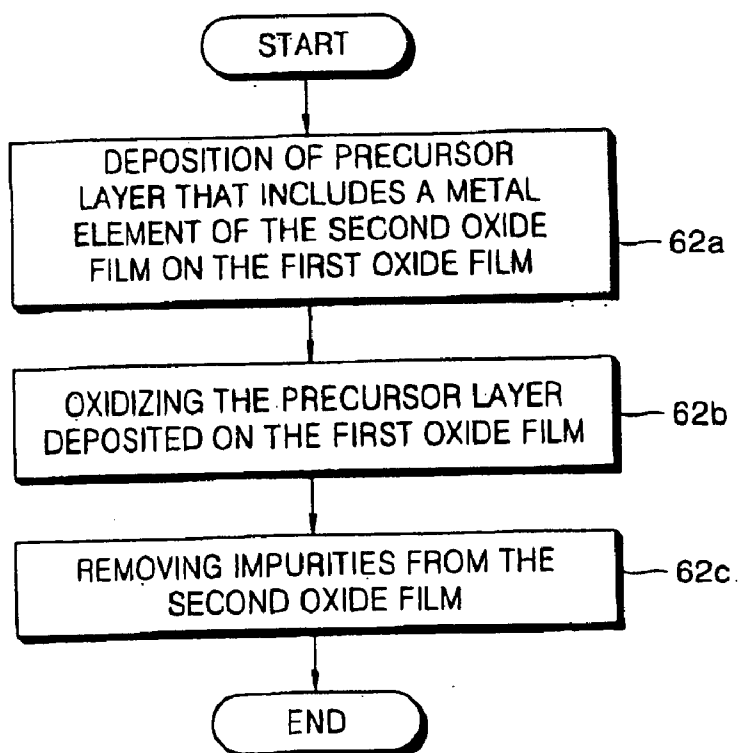 START
DEPOSITION OF PRECURSOR
LAYER THAT INCLUDES A METAL
ELEMENT OF THE SECOND OXIDE
FILM ON THE FIRST OXIDE FILM
62a
OXIDIZING THE PRECURSOR LAYER
DEPOSITED ON THE FIRST OXIDE FILM
62b
REMOVING IMPURITIES FROM THE
SECOND OXIDE FILM
62c
END